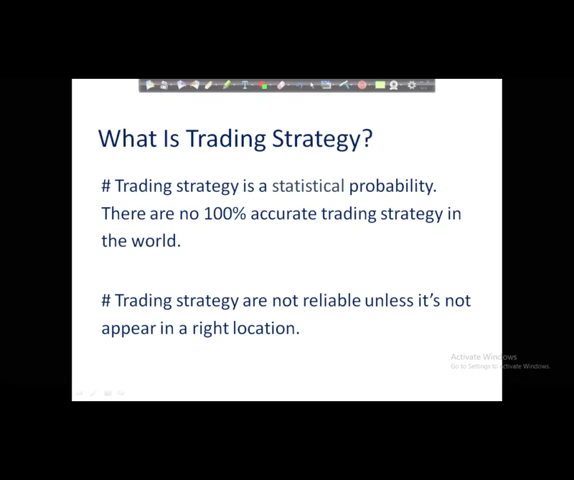 What Is Trading Strategy?
# Trading strategy is a statistical probability.
There are no 100% accurate trading strategy in
the world.
# Trading strategy are not reliable unless it's not
appear in a right location.
Activate Windows
Go to Settings to activate Windows.